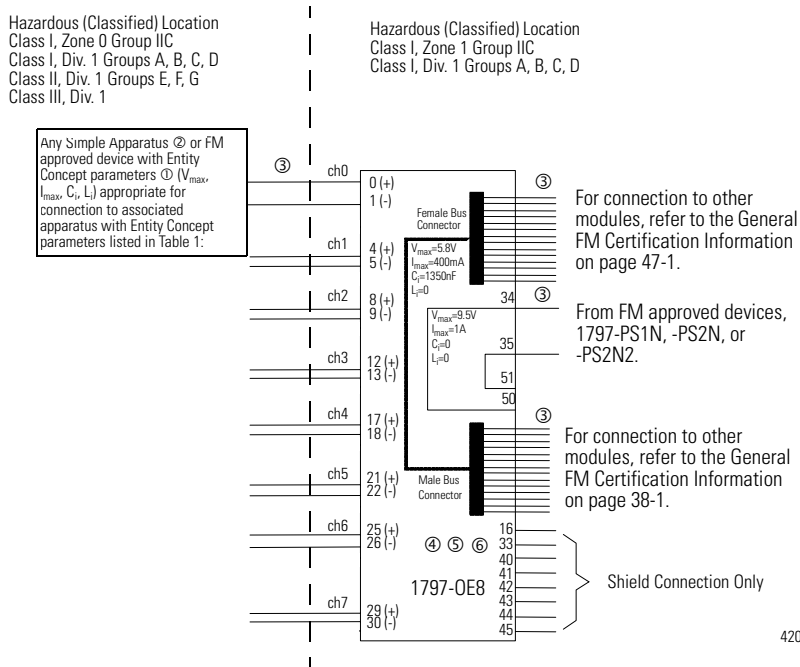 Hazardous (Classified) Location
Class I, Zone 0 Group IIC
Class I, Div. 1 Groups A, B, C, D
Class II, Div. 1 Groups E, F, G
Class III, Div. 1
Hazardous (Classified) Location
Class I, Zone 1 Group IIC
Class I, Div. 1 Groups A, B, C, D
Any Simple Apparatus ② or FM
approved device with Entity
Concept parameters ① (Vmax,
Imax, Ci, Li) appropriate for
connection to associated
apparatus with Entity Concept
parameters listed in Table 1:
③
ch0
0 (+)
1 (-)
ch1
4 (+)
5 (-)
ch2
8 (+)
9 (-)
ch3
12 (+)
13 (-)
ch4
17 (+)
18 (-)
ch5
21 (+)
22 (-)
ch6
25 (+)
26 (-)
ch7
29 (+)
30 (-)
Female Bus
Connector
Vmax=5.8V
Imax=400mA
Ci=1350nF
Li=0
Vmax=9.5V
Imax=1A
Ci=0
Li=0
34
35
51
50
Male Bus
Connector
④ ⑤ ⑥
1797-OE8
16
33
40
41
42
43
44
45
③
For connection to other
modules, refer to the General
FM Certification Information
on page 47-1.
③
From FM approved devices,
1797-PS1N, -PS2N, or
-PS2N2.
③
For connection to other
modules, refer to the General
FM Certification Information
on page 38-1.
Shield Connection Only
420